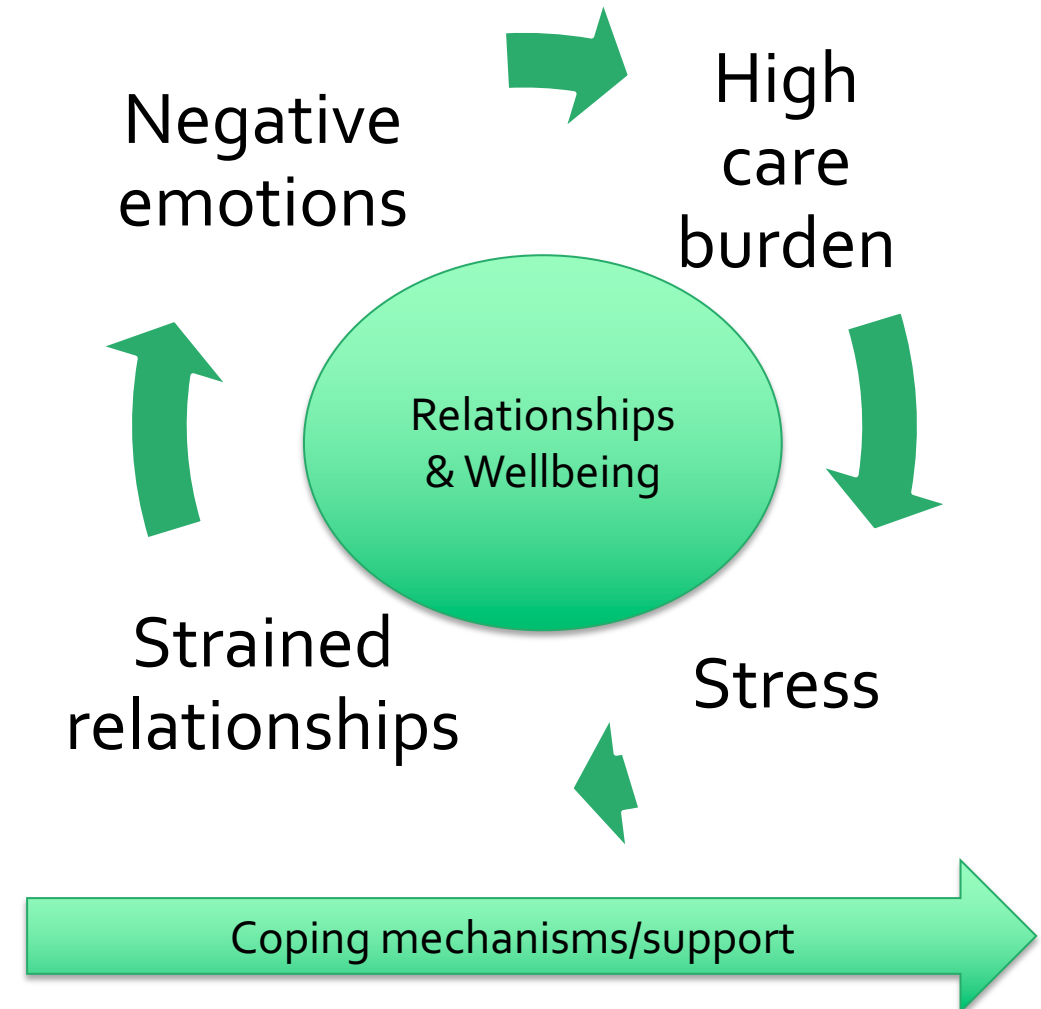 Negative
emotions
High
care
burden
Relationships
& Wellbeing
Strained
relationships
Stress
Coping mechanisms/support